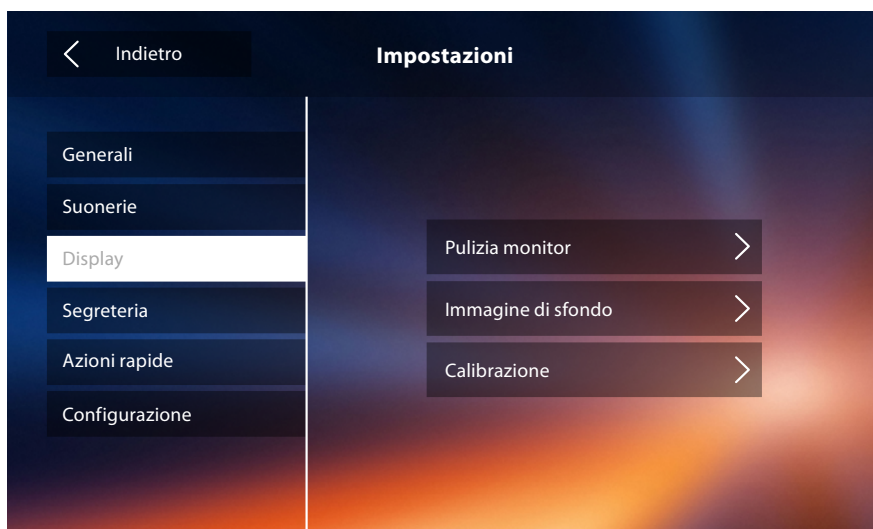 Indietro
Impostazioni
Generali
Suonerie
Display
Segreteria
Azioni rapide
Configurazione
Pulizia monitor
Immagine di sfondo
Calibrazione